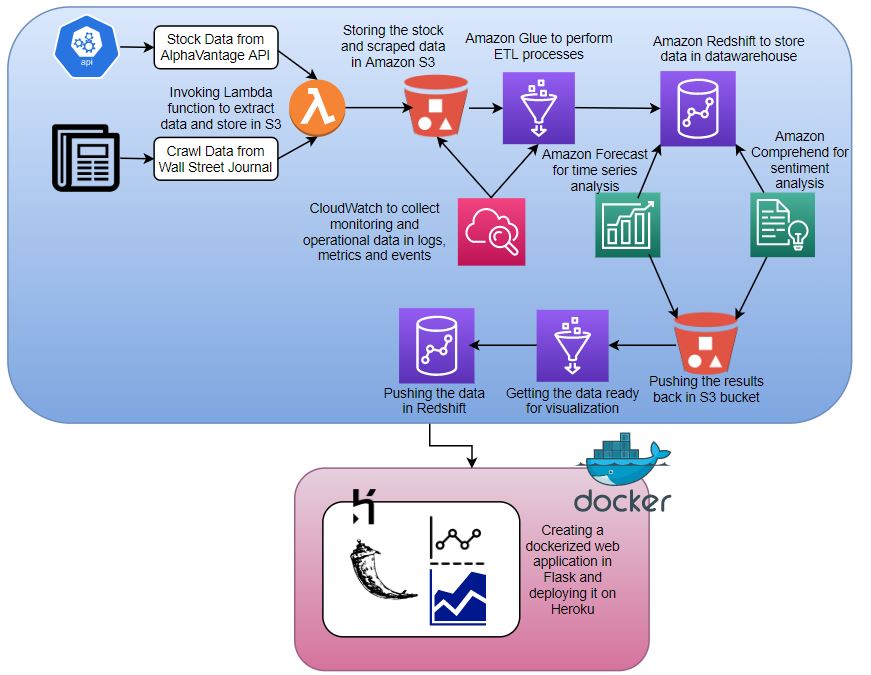 api
Stock Data from
AlphaVantage API
Invoking Lambda
function to extract
data and store in S3
Crawl Data from
Wall Street Journal
Storing the stock
and scraped data
in Amazon S3
Amazon Glue to perform
ETL processes
Amazon Redshift to store
data in datawarehouse
Amazon Forecast
for time series
analysis
Amazon
Comprehend for
sentiment
analysis
CloudWatch to collect
monitoring and
operational data in logs,
metrics and events
Pushing the data
in Redshift
Getting the data ready
for visualization
Pushing the results
back in S3 bucket
docker
Creating a
dockerized web
application in
Flask and
deploying it on
Heroku